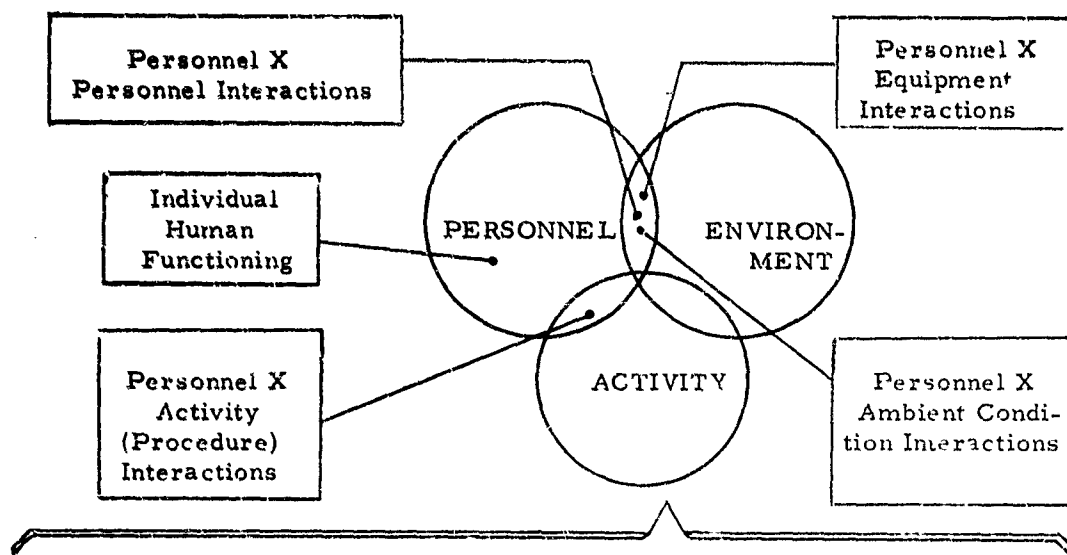 Personnel X
Personnel Interactions
Personnel X
Equipment
Interactions
Individual
Human
Functioning
PERSONNEL
ENVIRON-
MENT
Personnel X
Activity
(Procedure)
Interactions
ACTIVITY
Personnel X
Ambient Condi-
tion Interactions